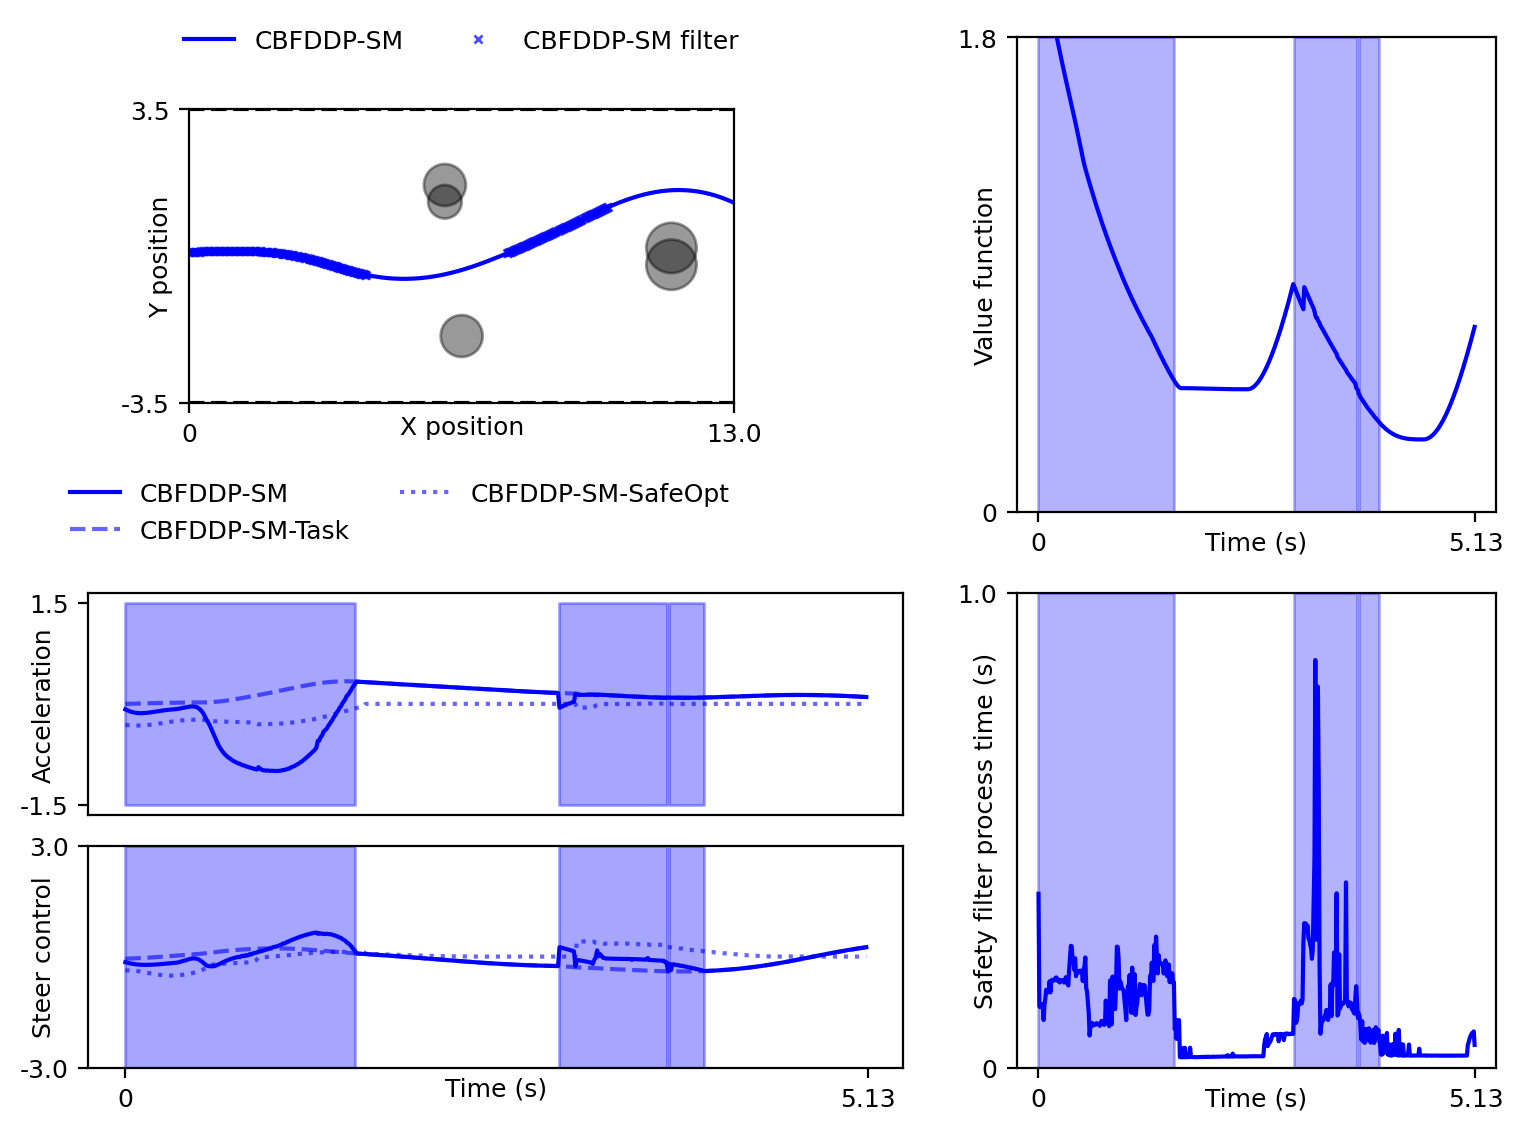 CBFDDP-SM
CBFDDP-SM filter
3.5
Y position
-3.5
0
X position
13.0
1.8
Value function
0
0
Time (s)
5.13
CBFDDP-SM
CBFDDP-SM-SafeOpt
CBFDDP-SM-Task
1.5
Acceleration
-1.5
3.0
Steer control
-3.0
0
Time (s)
5.13
1.0
Safety filter process time (s)
0
0
Time (s)
5.13